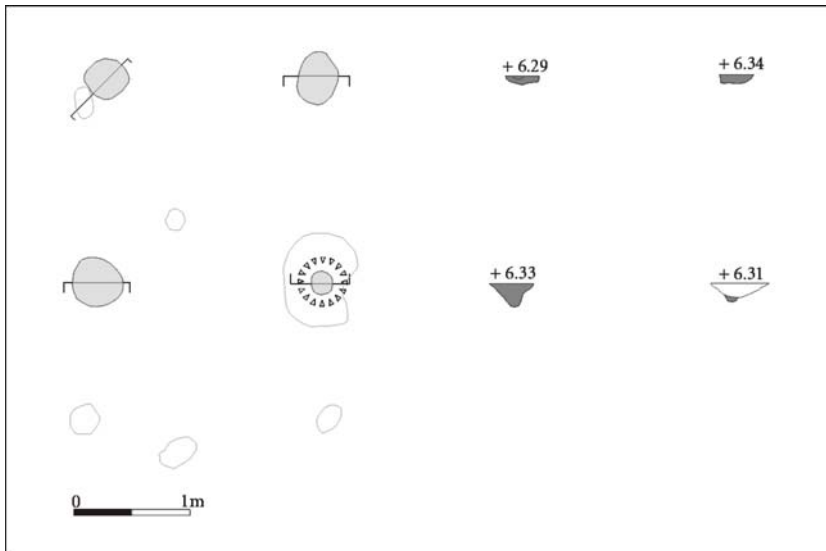 + 6.29
+ 6.34
+ 6.33
+ 6.31
0 1m